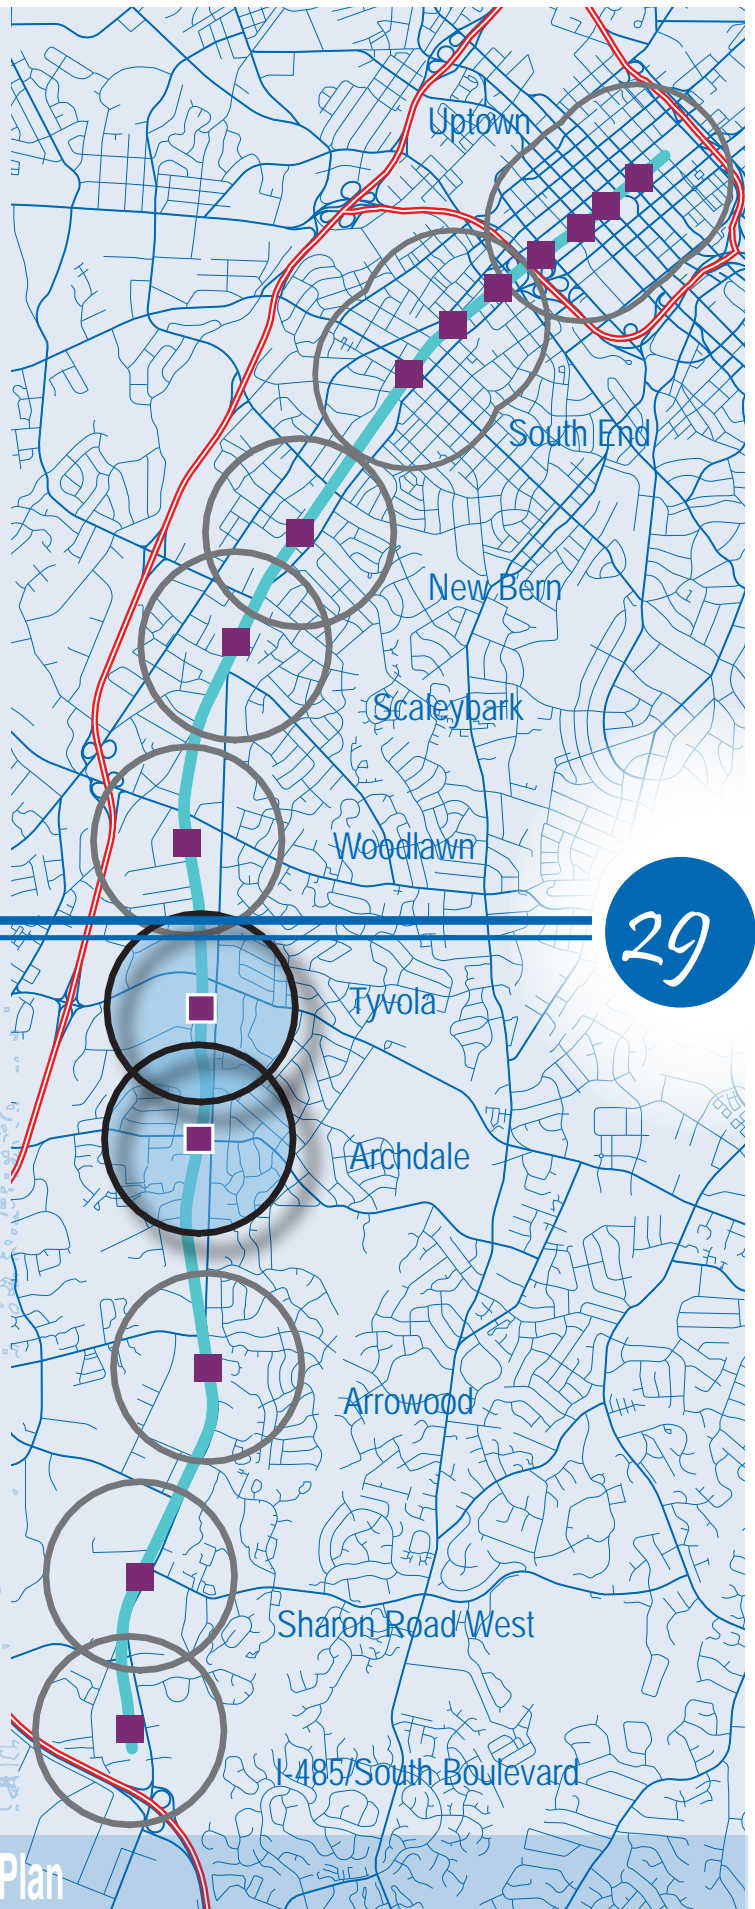 Uptown
South End
New Bern
Scaleybark
Woodlawn
29
Tyvola
Archdale
Arrowood
Sharon Road West
I-485/South Boulevard
Plan